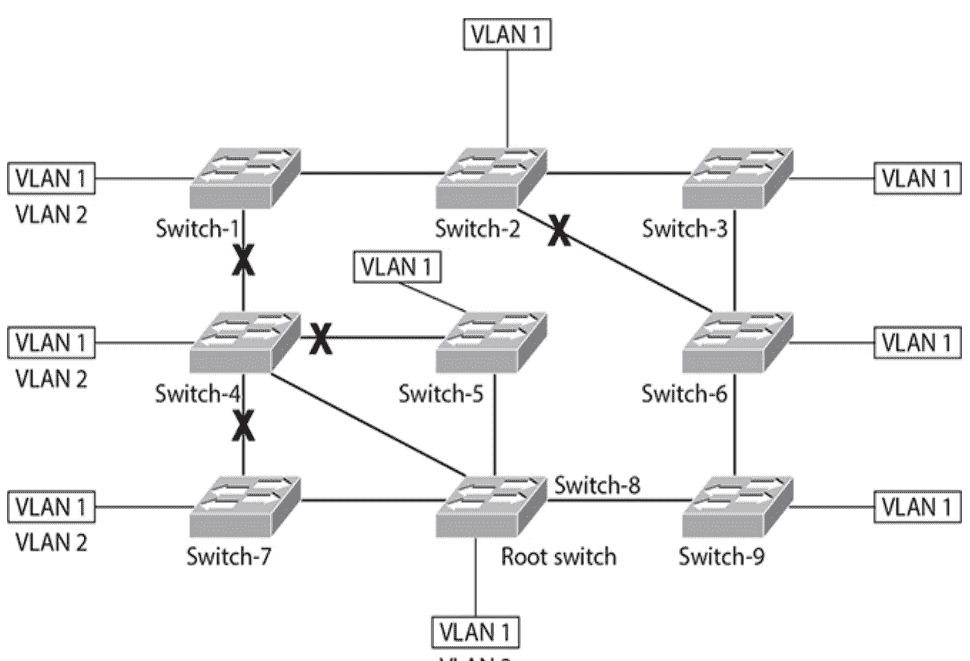 VLAN 1
VLAN 1
VLAN 2
Switch-1
Switch-2
Switch-3
VLAN 1
VLAN 1
VLAN 1
VLAN 2
Switch-4
Switch-5
Switch-6
VLAN 1
VLAN 1
VLAN 2
Switch-7
Switch-8
Root switch
Switch-9
VLAN 1
VLAN 1